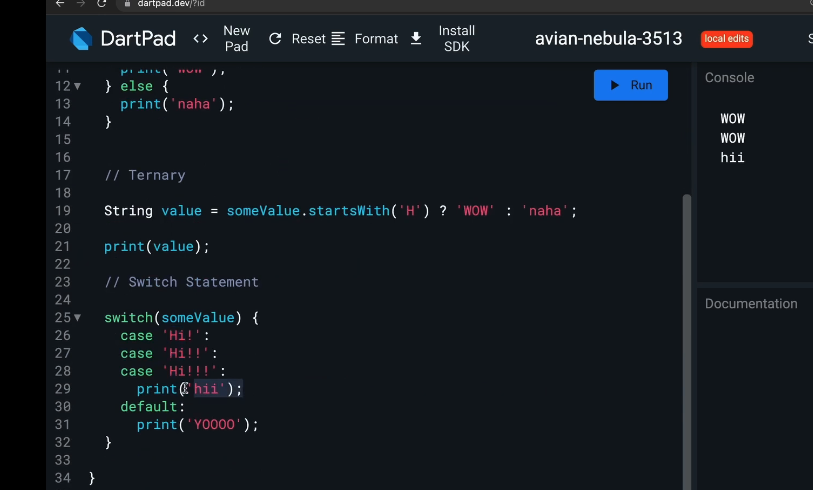 dartpad.dev/?id
DartPad
<> New Pad
Reset
Format
Install SDK
avian-nebula-3513
local edits
11 print('WOW');
12 } else {
13 print('naha');
14 }
15
16
17 // Ternary
18
19 String value = someValue.startsWith('H') ? 'WOW' : 'naha';
20
21 print(value);
22
23 // Switch Statement
24
25 switch(someValue) {
26 case 'Hi!':
27 case 'Hi!!':
28 case 'Hi!!!':
29 print('hii');
30 default:
31 print('YOOOO');
32 }
33
34 }
Run
Console
WOW
WOW
hii
Documentation